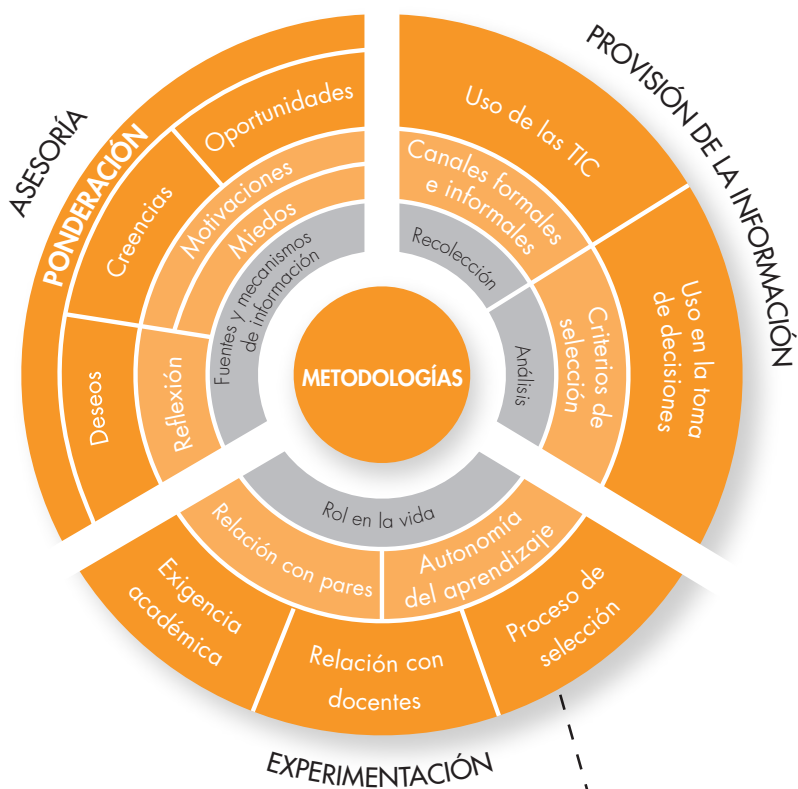 ASESORÍA
PONDERACIÓN
Oportunidades
Creencias
Deseos
Motivaciones
Miedos
Reflexión
Fuentes y mecanismos
de información
PROVISIÓN DE LA INFORMACIÓN
Uso de las TIC
Canales formales
e informales
Recolección
Uso en la toma
de decisiones
Criterios de
selección
Análisis
METODOLOGÍAS
Rol en la vida
Relación con pares
Autonomía
del aprendizaje
Exigencia
académica
Relación con
docentes
Proceso de
selección
EXPERIMENTACIÓN